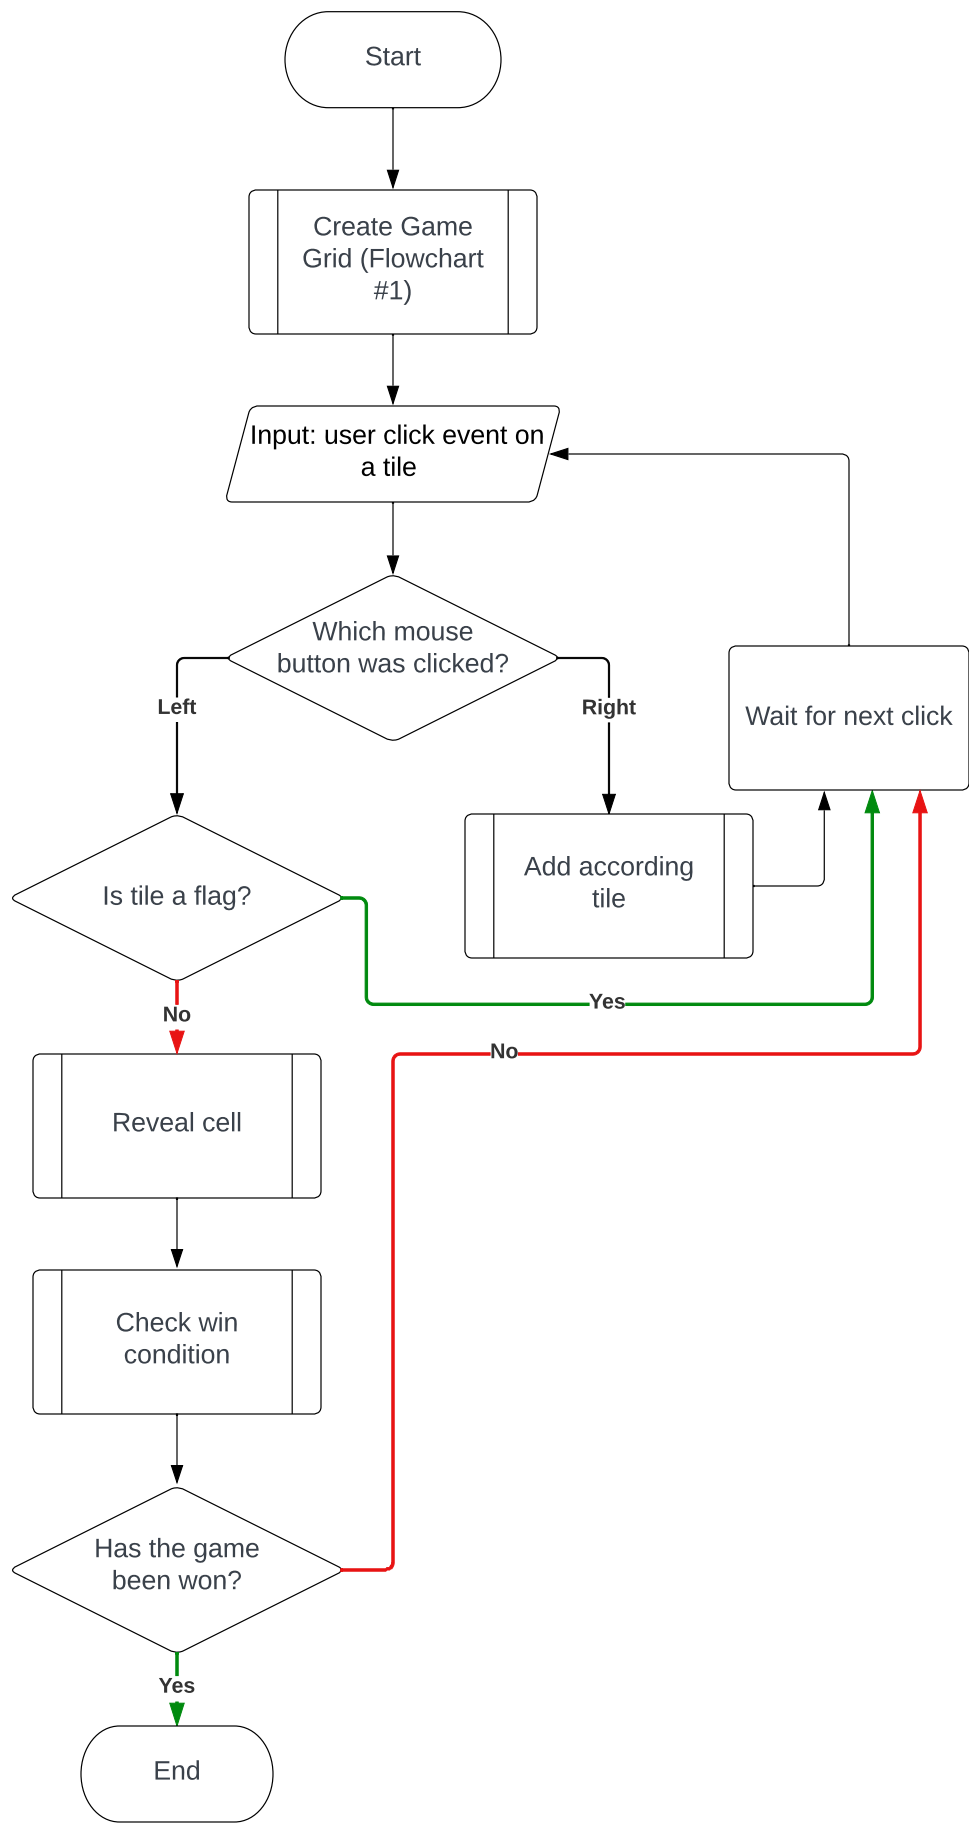 Start
Create Game
Grid (Flowchart
#1)
Input: user click event on
a tile
Which mouse
button was clicked?
Left
Right
Wait for next click
Is tile a flag?
Add according
tile
Yes
No
No
Reveal cell
Check win
condition
Has the game
been won?
Yes
End